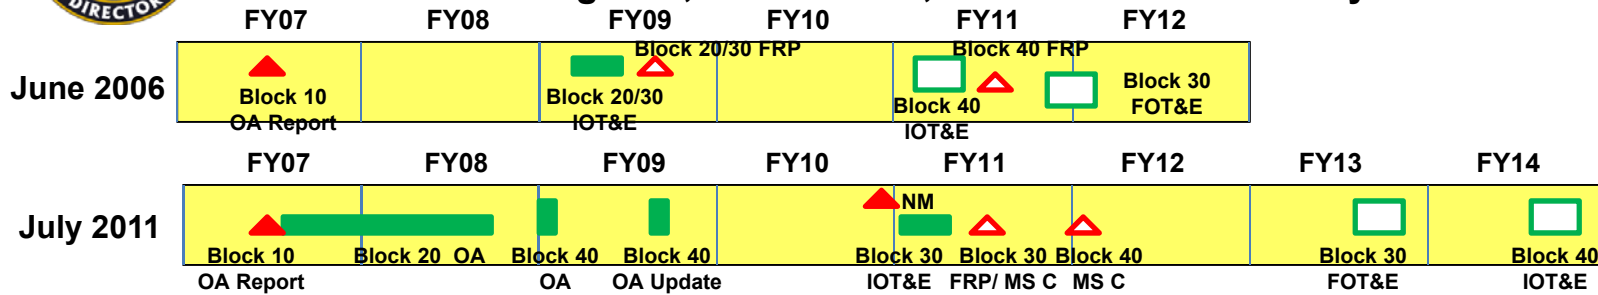 DIRECTOR
FY07 FY08 FY09 FY10 FY11 FY12
Block 20/30 FRP Block 40 FRP
June 2006
Block 10
OA Report
Block 20/30
IOT&E
Block 40
IOT&E
Block 30
FOT&E
FY07 FY08 FY09 FY10 FY11 FY12 FY13 FY14
July 2011
NM
Block 10
OA Report
Block 20 OA
Block 40
OA
Block 40
OA Update
Block 30
IOT&E
Block 30
FRP/ MS C
Block 40
MS C
Block 30
FOT&E
Block 40
IOT&E